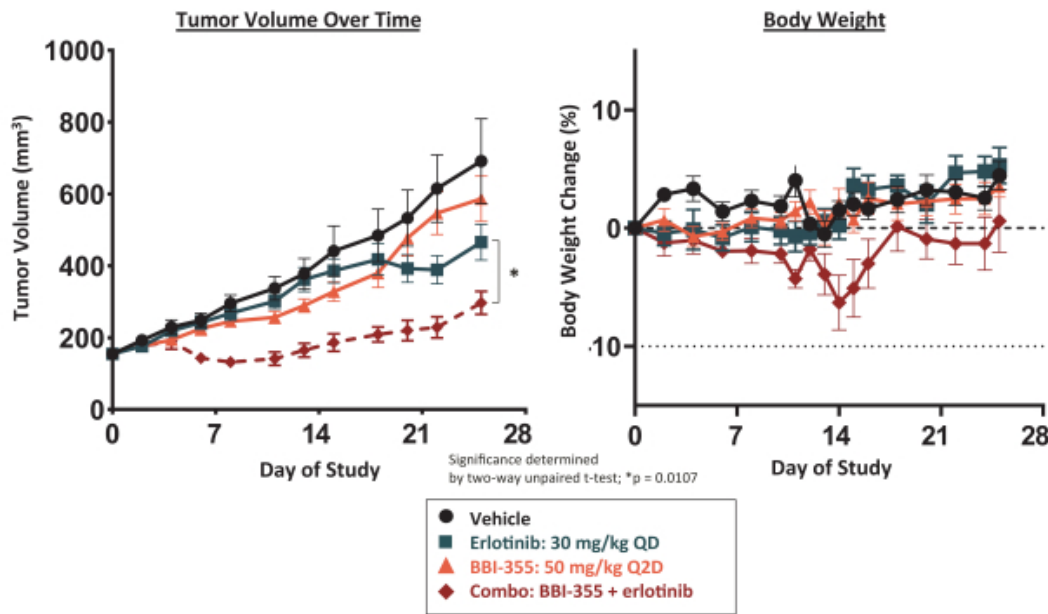 Tumor Volume Over Time
Body Weight
Tumor Volume (mm³)
1000
800
600
400
200
0
*
0 7 14 21 28
Day of Study
Significance determined
by two-way unpaired t-test; *p = 0.0107
Body Weight Change (%)
10
0
-10
0 7 14 21 28
Day of Study
Vehicle
Erlotinib: 30 mg/kg QD
BBI-355: 50 mg/kg Q2D
Combo: BBI-355 + erlotinib